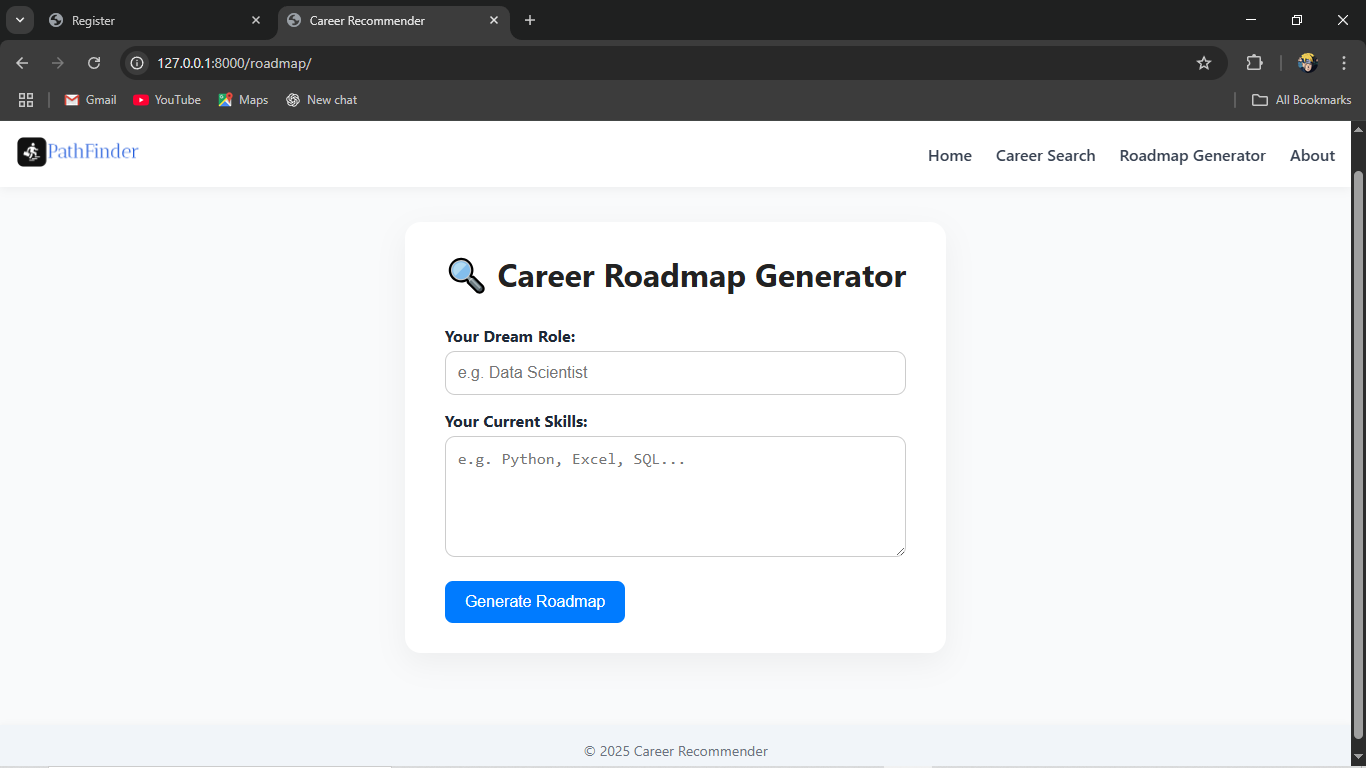 Register
Career Recommender
127.0.0.1:8000/roadmap/
Gmail
YouTube
Maps
New chat
All Bookmarks
PathFinder
Home
Career Search
Roadmap Generator
About
Career Roadmap Generator
Your Dream Role:
e.g. Data Scientist
Your Current Skills:
e.g. Python, Excel, SQL...
Generate Roadmap
© 2025 Career Recommender